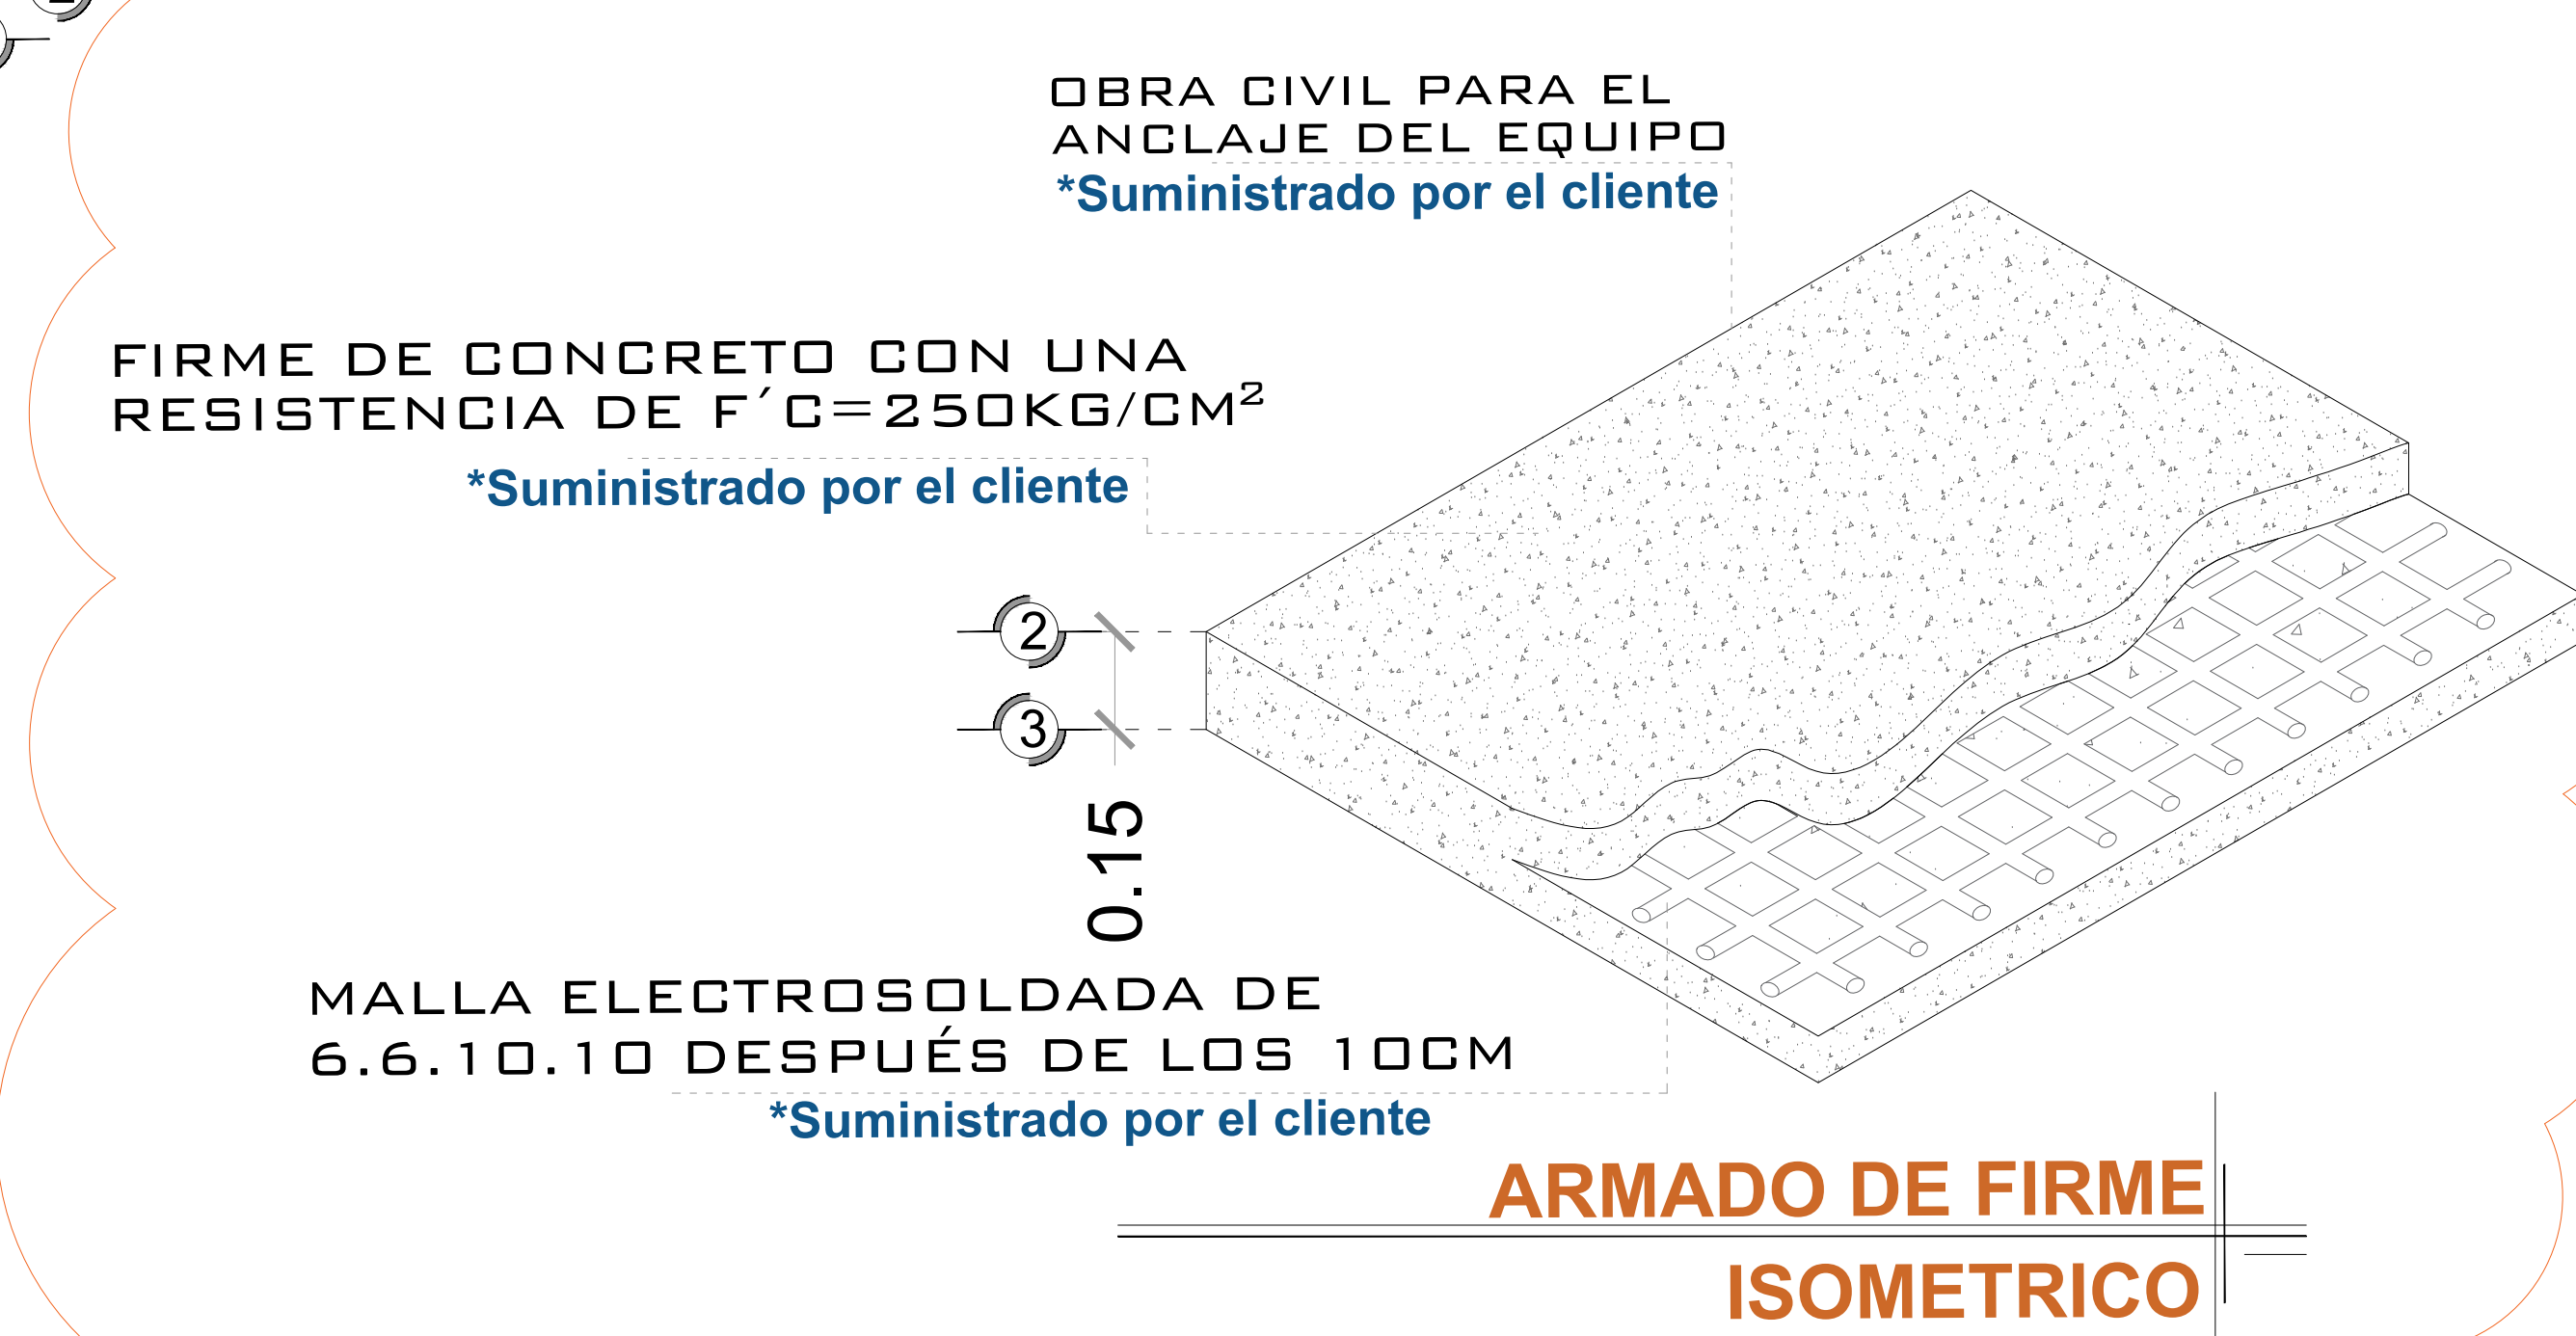 OBRA CIVIL PARA EL
ANCLAJE DEL EQUIPO
*Suministrado por el cliente
FIRME DE CONCRETO CON UNA
RESISTENCIA DE F´C=250KG/CM²
*Suministrado por el cliente
2
3
0.15
MALLA ELECTROSOLDADA DE
6.6.10.10 DESPUÉS DE LOS 10CM
*Suministrado por el cliente
ARMADO DE FIRME
ISOMETRICO